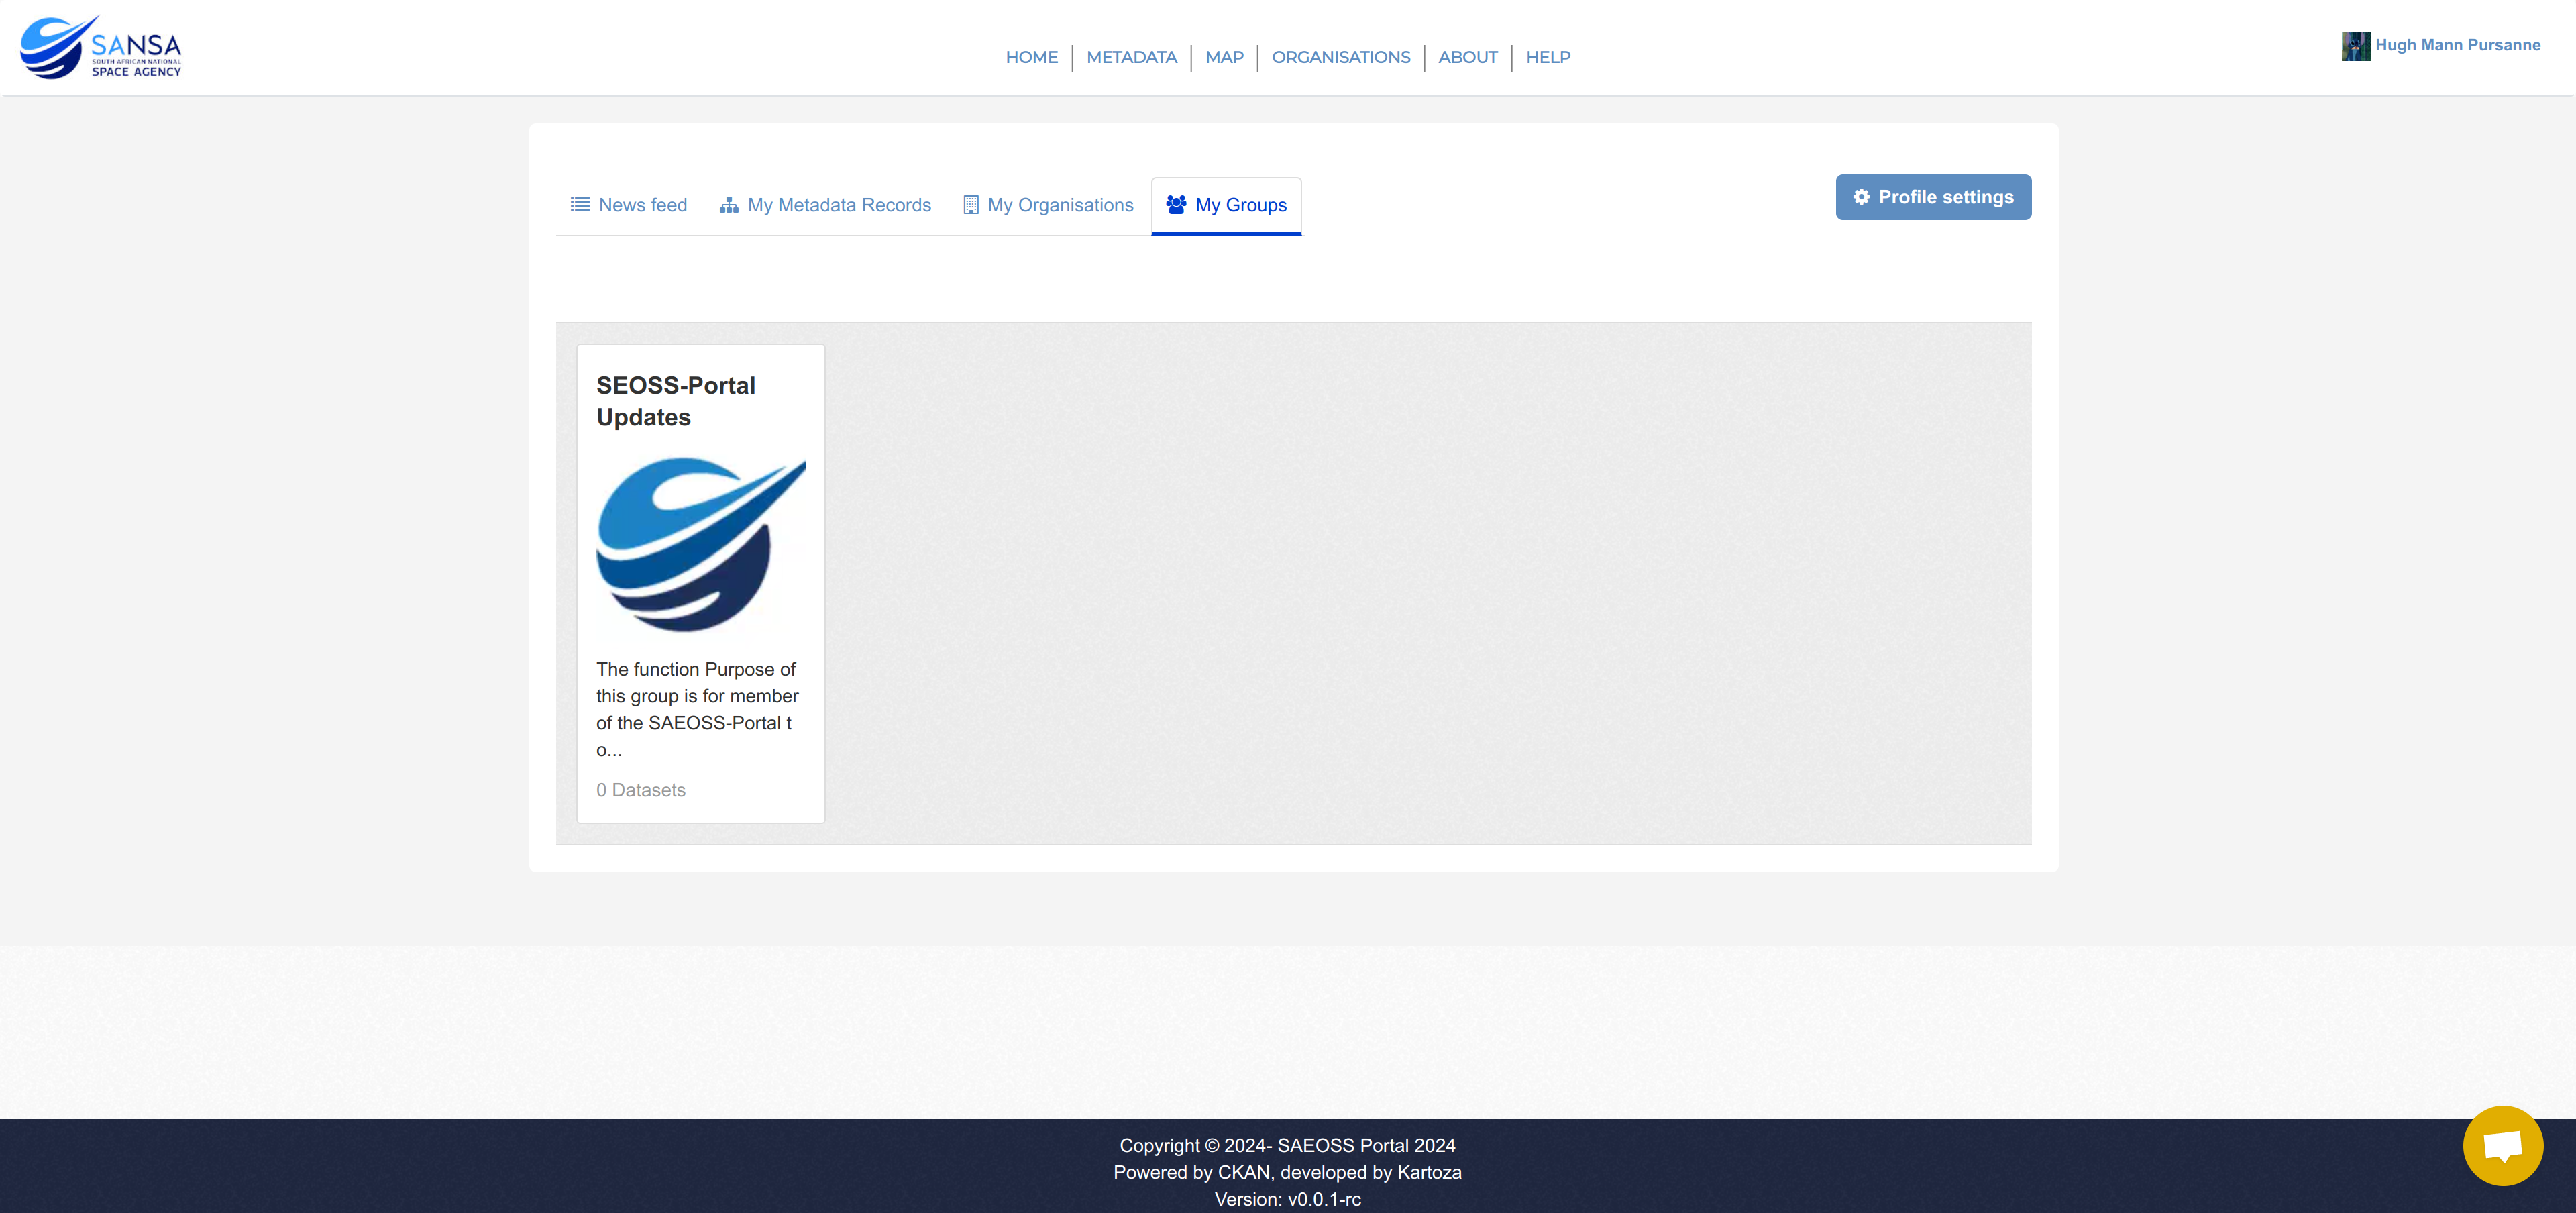 SANSA
SOUTH AFRICAN NATIONAL
SPACE AGENCY
HOME
METADATA
MAP
ORGANISATIONS
ABOUT
HELP
Hugh Mann Pursanne
News feed
My Metadata Records
My Organisations
My Groups
Profile settings
SEOSS-Portal
Updates
The function Purpose of
this group is for member
of the SAEOSS-Portal t
o...
0 Datasets
Copyright © 2024- SAEOSS Portal 2024
Powered by CKAN, developed by Kartoza
Version: v0.0.1-rc